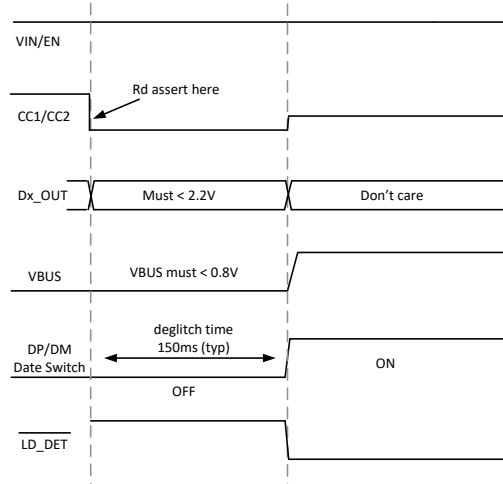 VIN/EN
Rd assert here
CC1/CC2
Dx_OUT
Must < 2.2V
Don't care
VBUS
VBUS must < 0.8V
deglitch time
150ms (typ)
DP/DM
Date Switch
ON
OFF
LD_DET